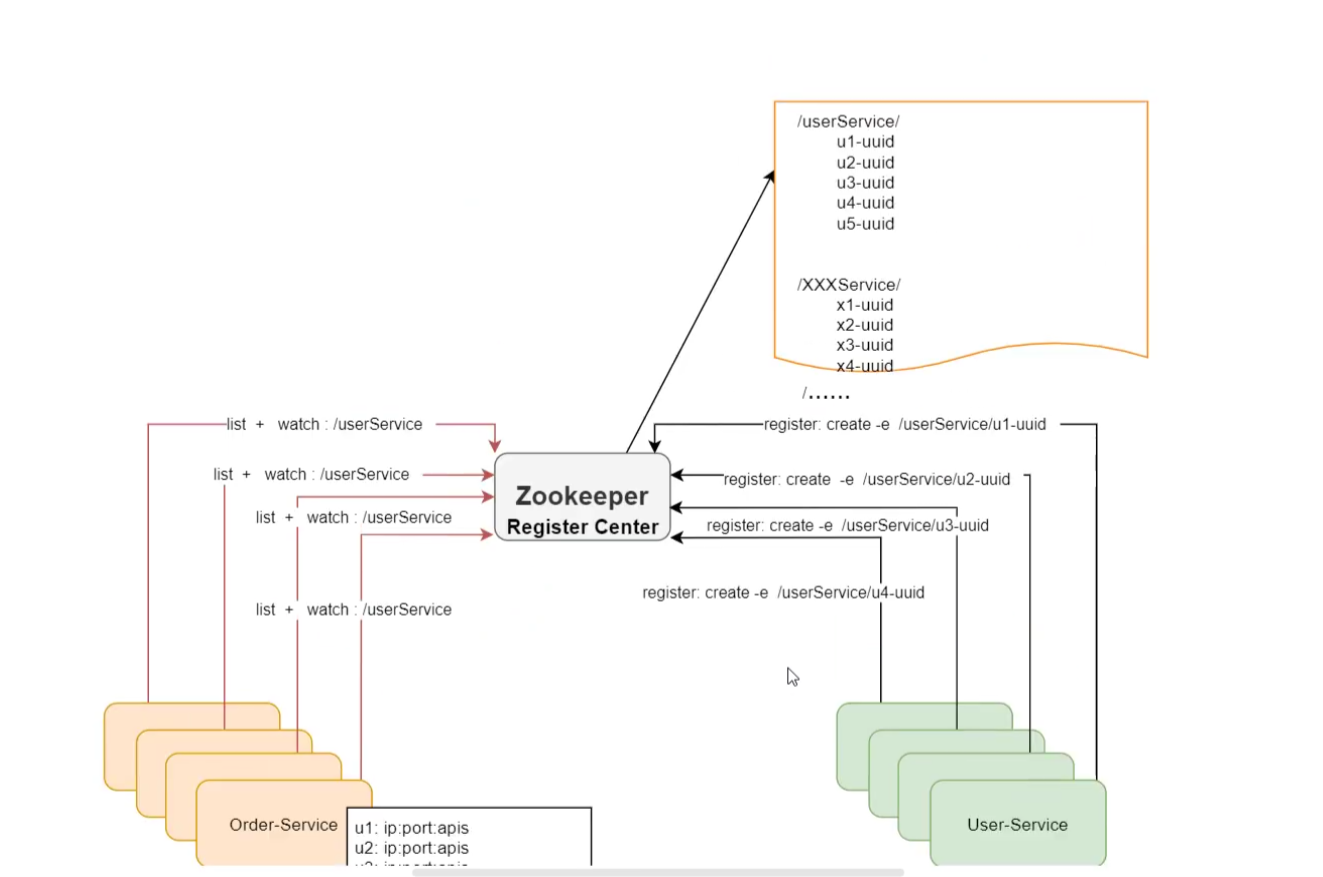 /userService/
u1-uuid
u2-uuid
u3-uuid
u4-uuid
u5-uuid
/XXXService/
x1-uuid
x2-uuid
x3-uuid
x4-uuid
/......
list + watch : /userService
register: create -e /userService/u1-uuid
list + watch : /userService
register: create -e /userService/u2-uuid
Zookeeper
Register Center
list + watch : /userService
register: create -e /userService/u3-uuid
register: create -e /userService/u4-uuid
list + watch : /userService
Order-Service
u1: ip:port:apis
u2: ip:port:apis
User-Service